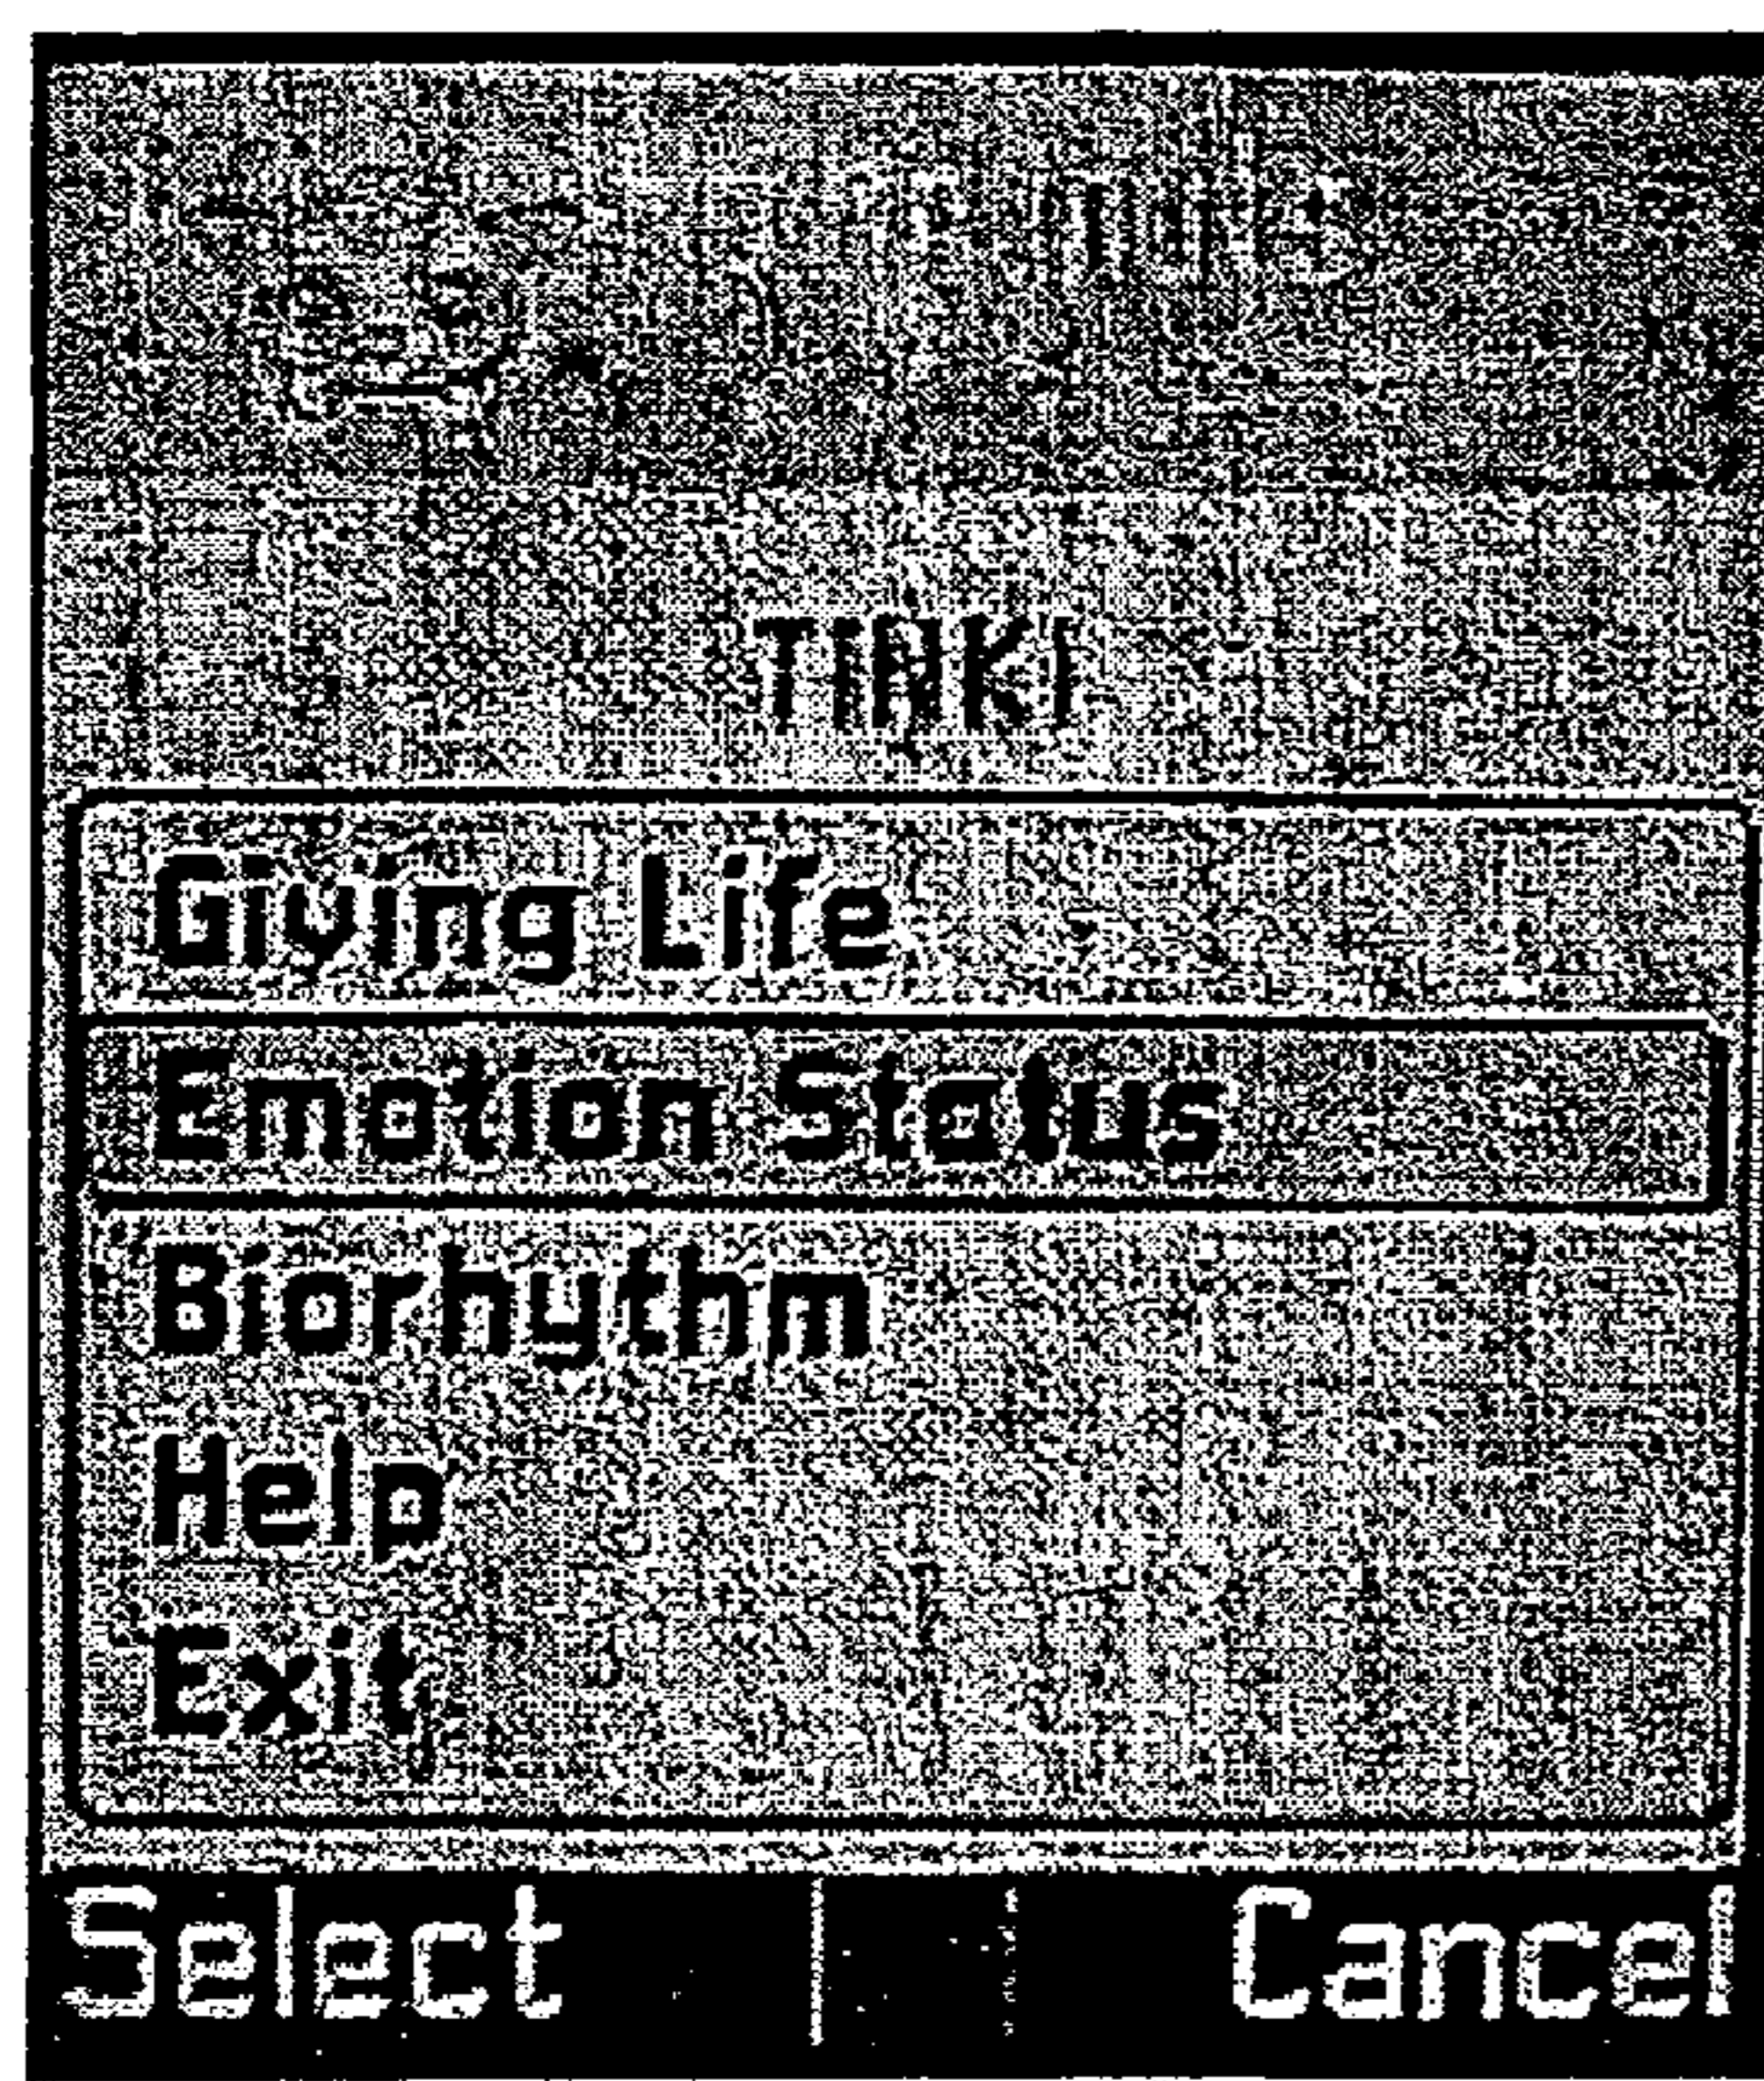 TINKI
Giving Life
Emotion Status
Biorhythm
Help
Exit
Select Cancel